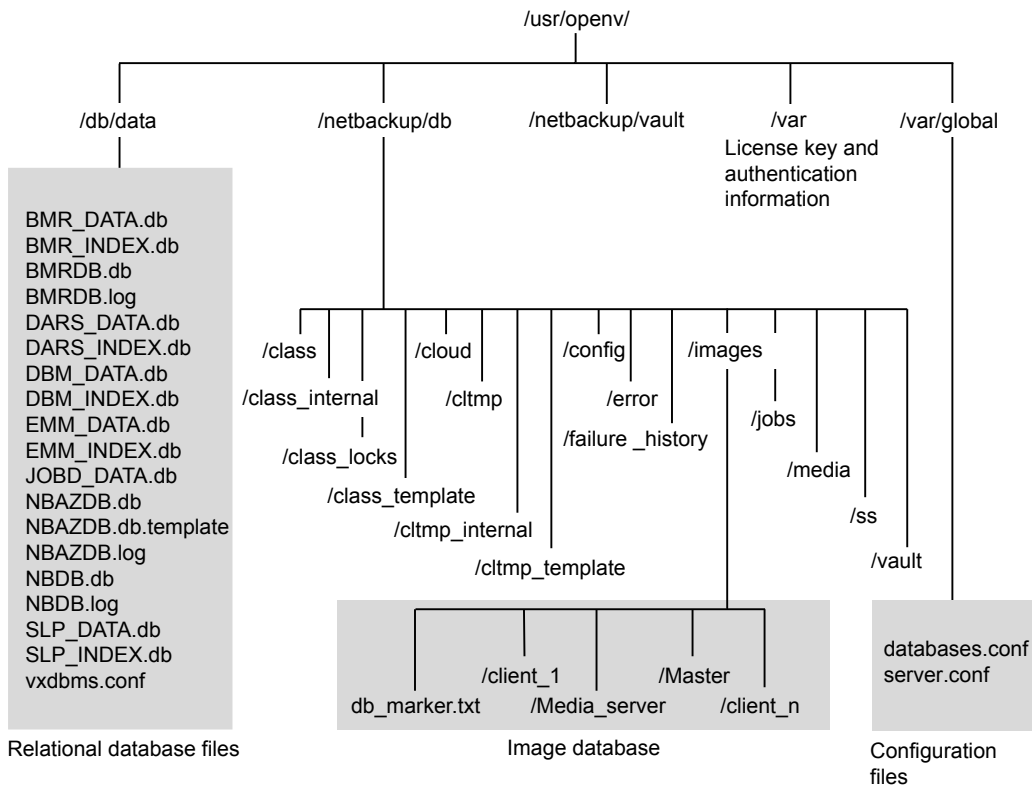 /usr/openv/
/db/data
/netbackup/db
/netbackup/vault
/var
/var/global
License key and
authentication
information
BMR_DATA.db
BMR_INDEX.db
BMRDB.db
BMRDB.log
DARS_DATA.db
DARS_INDEX.db
DBM_DATA.db
DBM_INDEX.db
EMM_DATA.db
EMM_INDEX.db
JOBD_DATA.db
NBAZDB.db
NBAZDB.db.template
NBAZDB.log
NBDB.db
NBDB.log
SLP_DATA.db
SLP_INDEX.db
vxdbms.conf
Relational database files
/class
/class_internal
/class_locks
/class_template
/cloud
/cltmp
/cltmp_internal
/cltmp_template
/config
/error
/failure _history
/images
/jobs
/media
/ss
/vault
db_marker.txt
/client_1
/Media_server
/Master
/client_n
Image database
databases.conf
server.conf
Configuration
files